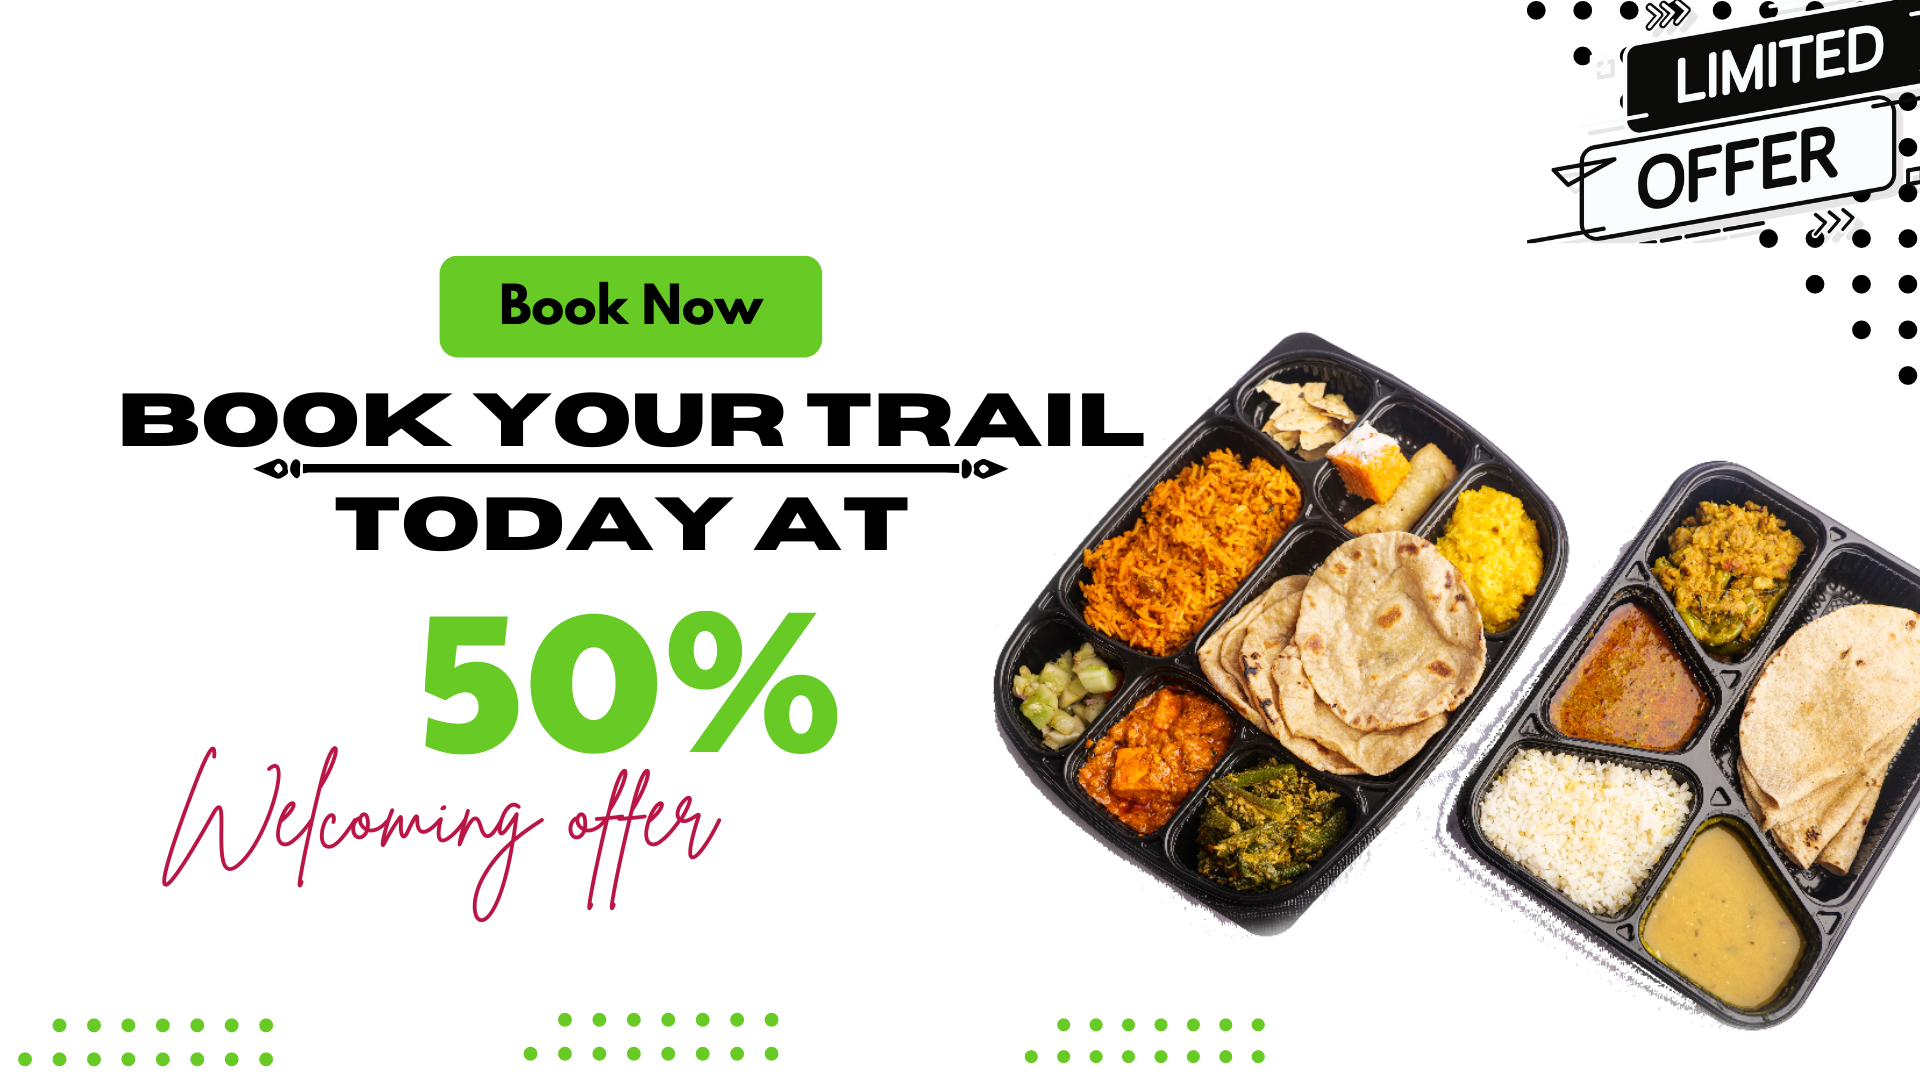 LIMITED
OFFER
Book Now
BOOK YOUR TRAIL
TODAY AT
50%
Welcoming offer